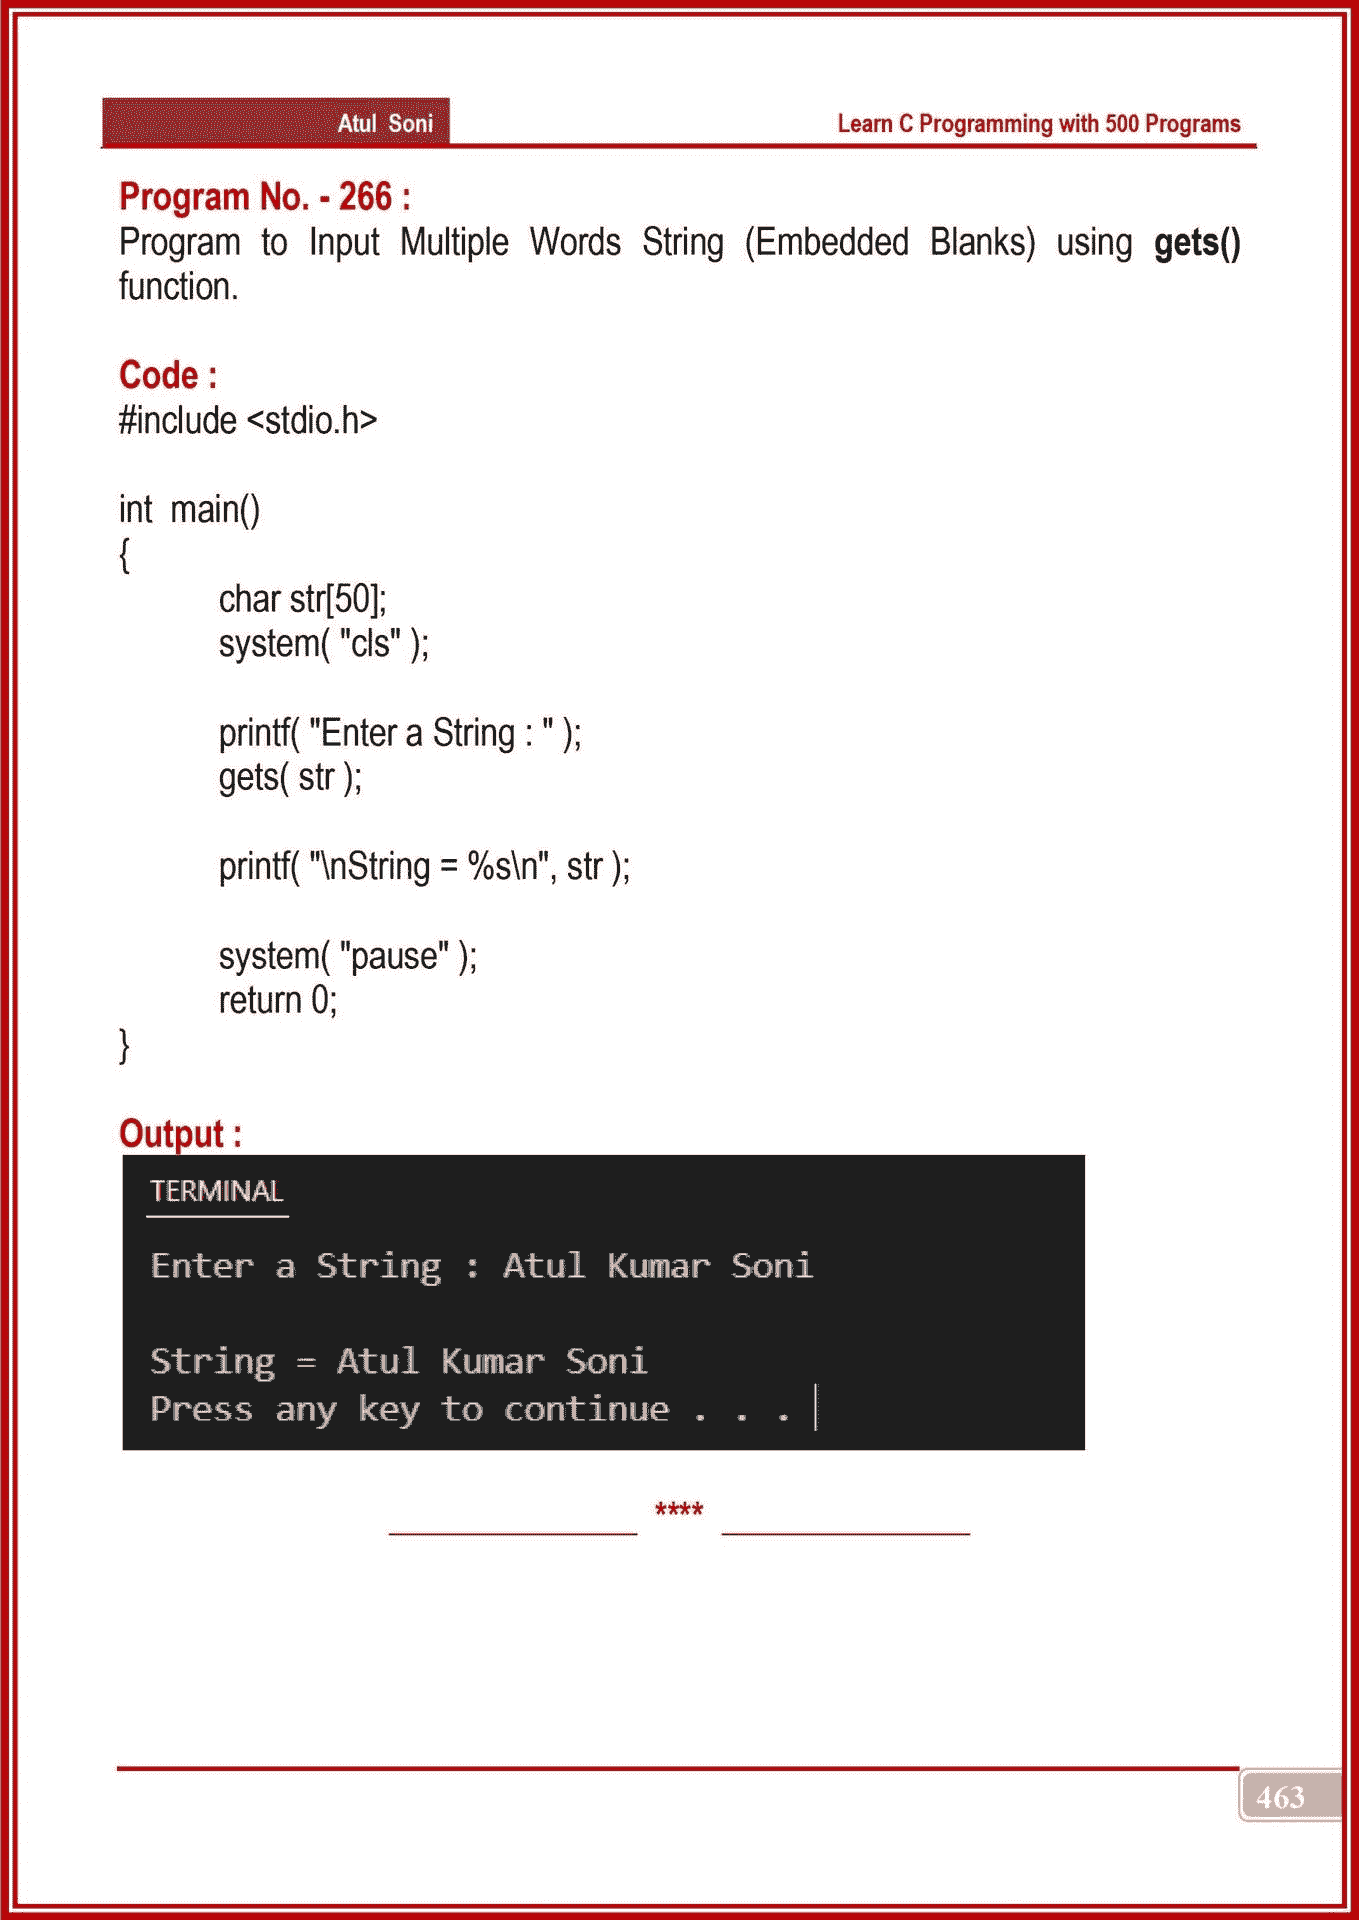 Atul Soni
Learn C Programming with 500 Programs
Program No. - 266 :
Program to Input Multiple Words String (Embedded Blanks) using gets()
function.
Code :
#include <stdio.h>
int main()
{
char str[50];
system( "cls" );
printf( "Enter a String : " );
gets( str );
printf( "\nString = %s\n", str );
system( "pause" );
return 0;
}
Output :
TERMINAL
Enter a String : Atul Kumar Soni
String = Atul Kumar Soni
Press any key to continue . . .
****
463